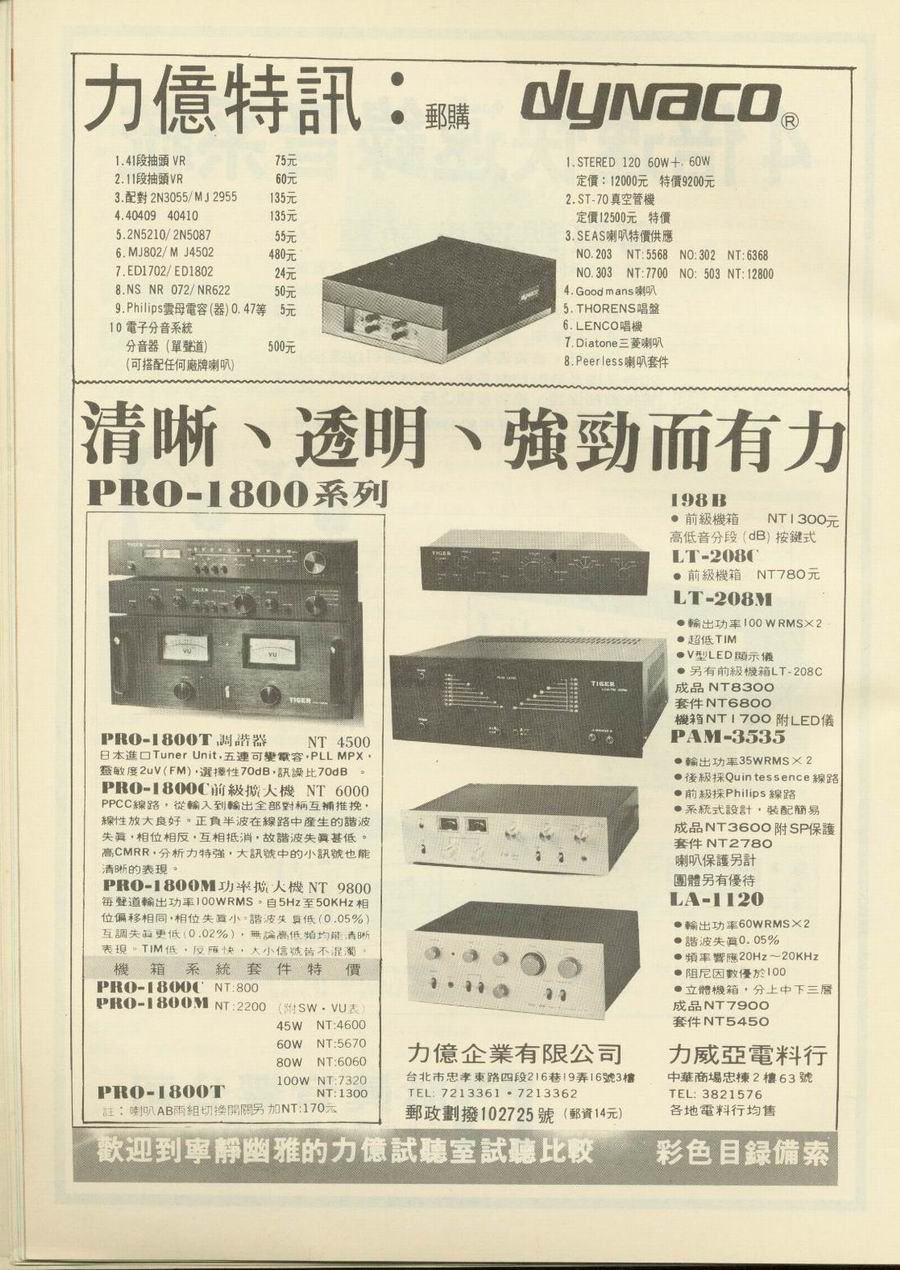 力億特訊：郵購
dynaco®
1.41段抽頭VR 75元
2.11段抽頭VR 60元
3.配對2N3055/MJ2955 135元
4.40409 40410 135元
5.2N5210/2N5087 55元
6.MJ802/M J4502 480元
7.ED1702/ED1802 24元
8.NS NR 072/NR622 50元
9.Philips雲母電容(器)0.47等 5元
10 電子分音系統
分音器（單聲道） 500元
(可搭配任何廠牌喇叭)
1.STERED 120 60W+. 60W
定價：12000元 特價9200元
2.ST-70真空管機
定價12500元 特價
3.SEAS喇叭特價供應
NO.203 NT:5568 NO:302 NT:6368
NO.303 NT:7700 NO: 503 NT:12800
4.Goodmans喇叭
5.THORENS唱盤
6.LENCO唱機
7.Diatone三菱喇叭
8.Peerless喇叭套件
清晰、透明、強勁而有力
PRO-1800系列
TIGER
TIGER
VU
VU
TIGER
PRO-1800T調諧器 NT 4500
日本進口Tuner Unit,五連可變電容,PLL MPX,
靈敏度2uV(FM),選擇性70dB,訊譟比70dB 。
PRO-1800C前級擴大機 NT 6000
PPCC線路，從輸入到輸出全部對稱互補推挽，
線性放大良好。正負半波在線路中產生的諧波
失真，相位相反，互相抵消，故諧波失真甚低。
高CMRR，分析力特強，大訊號中的小訊號也能
清晰的表現。
PRO-1800M功率擴大機 NT 9800
每聲道輸出功率100WRMS。自5Hz至50KHz相
位偏移相同，相位失真小。諧波失真低(0.05%)
互調失真更低(0.02%)，無論高低頻均能清晰
表現。TIM低，反應快，大小信號皆不混濁。
機箱系統套件特價
PRO-1800C NT:800
PRO-1800M NT:2200 （附SW・VU表）
45W NT:4600
60W NT:5670
80W NT:6060
100W NT:7320
PRO-1800T NT:1300
註：喇叭AB兩組切換開關另加NT:170元
TIGER
TIGER
198B
●前級機箱 NT1300元
高低音分段(dB)按鍵式
LT-208C
●前級機箱 NT780元
LT-208M
●輸出功率100WRMS×2
●超低TIM
●V型LED顯示儀
●另有前級機箱LT-208C
成品NT8300
套件NT6800
機箱NT1700附LED儀
PAM-3535
●輸出功率35WRMS×2
●後級採Quintessence線路
●前級採Philips線路
●系統式設計，裝配簡易
成品NT3600附SP保護
套件NT2780
喇叭保護另計
團體另有優待
LA-1120
●輸出功率60WRMS×2
●諧波失真0.05%
●頻率響應20Hz～20KHz
●阻尼因數優於100
●立體機箱，分上中下三層
成品NT7900
套件NT5450
力億企業有限公司
台北市忠孝東路四段216巷19弄16號3樓
TEL: 7213361・7213362
郵政劃撥102725號（郵資14元）
力威亞電料行
中華商場忠棟2樓63號
TEL: 3821576
各地電料行均售
歡迎到寧靜幽雅的力億試聽室試聽比較 彩色目録備索